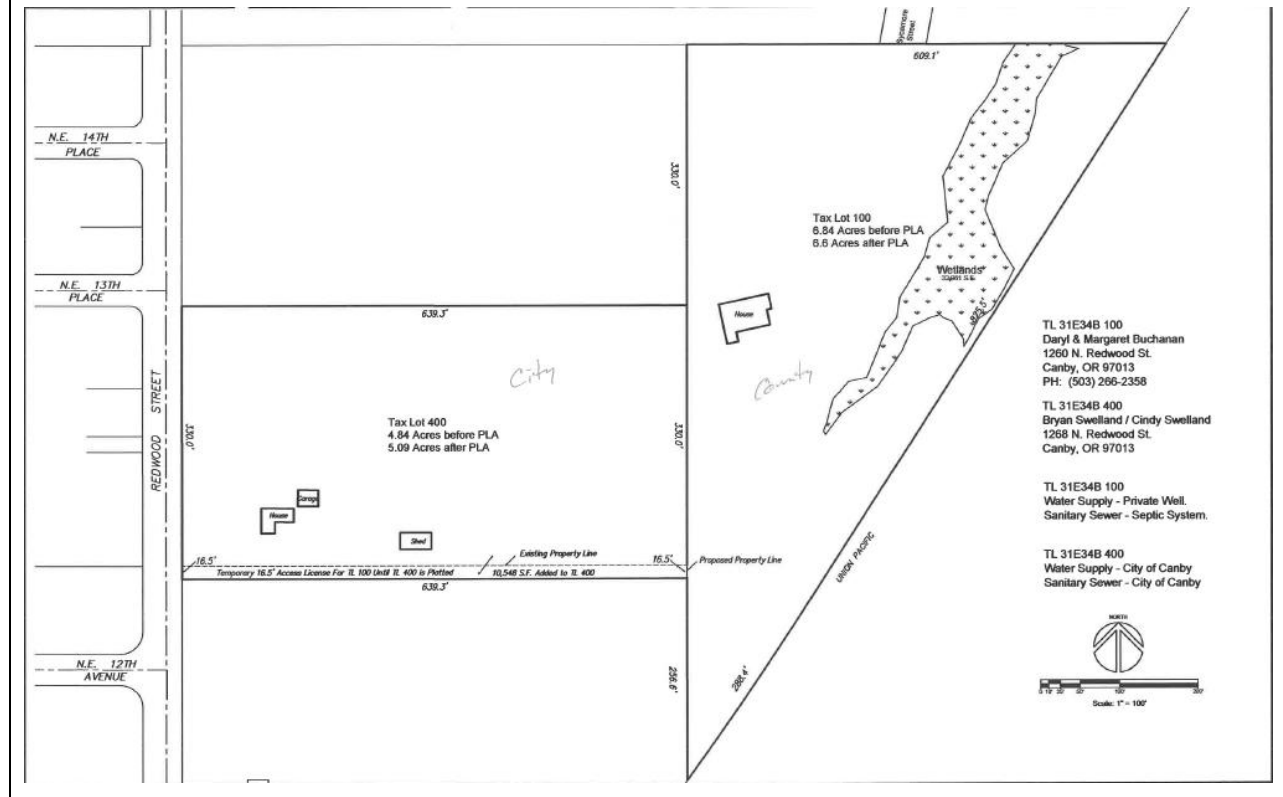 Sycamore
Street
609.1'
N.E. 14TH
PLACE
330.0'
Tax Lot 100
6.84 Acres before PLA
6.6 Acres after PLA
Wetlands
N.E. 13TH
PLACE
639.3'
House
825.5'
City
County
TL 31E34B 100
Daryl & Margaret Buchanan
1260 N. Redwood St.
Canby, OR 97013
PH: (503) 266-2358
TL 31E34B 400
Bryan Swelland / Cindy Swelland
1268 N. Redwood St.
Canby, OR 97013
TL 31E34B 100
Water Supply - Private Well.
Sanitary Sewer - Septic System.
TL 31E34B 400
Water Supply - City of Canby
Sanitary Sewer - City of Canby
REDWOOD STREET
330.0'
Tax Lot 400
4.84 Acres before PLA
5.09 Acres after PLA
330.0'
Garage
House
Shed
Existing Property Line
16.5'
16.5'
Proposed Property Line
Temporary 16.5' Access License For TL 100 Until TL 400 is Platted
10,548 S.F. Added to TL 400
639.3'
UNION PACIFIC
N.E. 12TH
AVENUE
256.6'
288.4'
NORTH
Scale: 1" = 100'